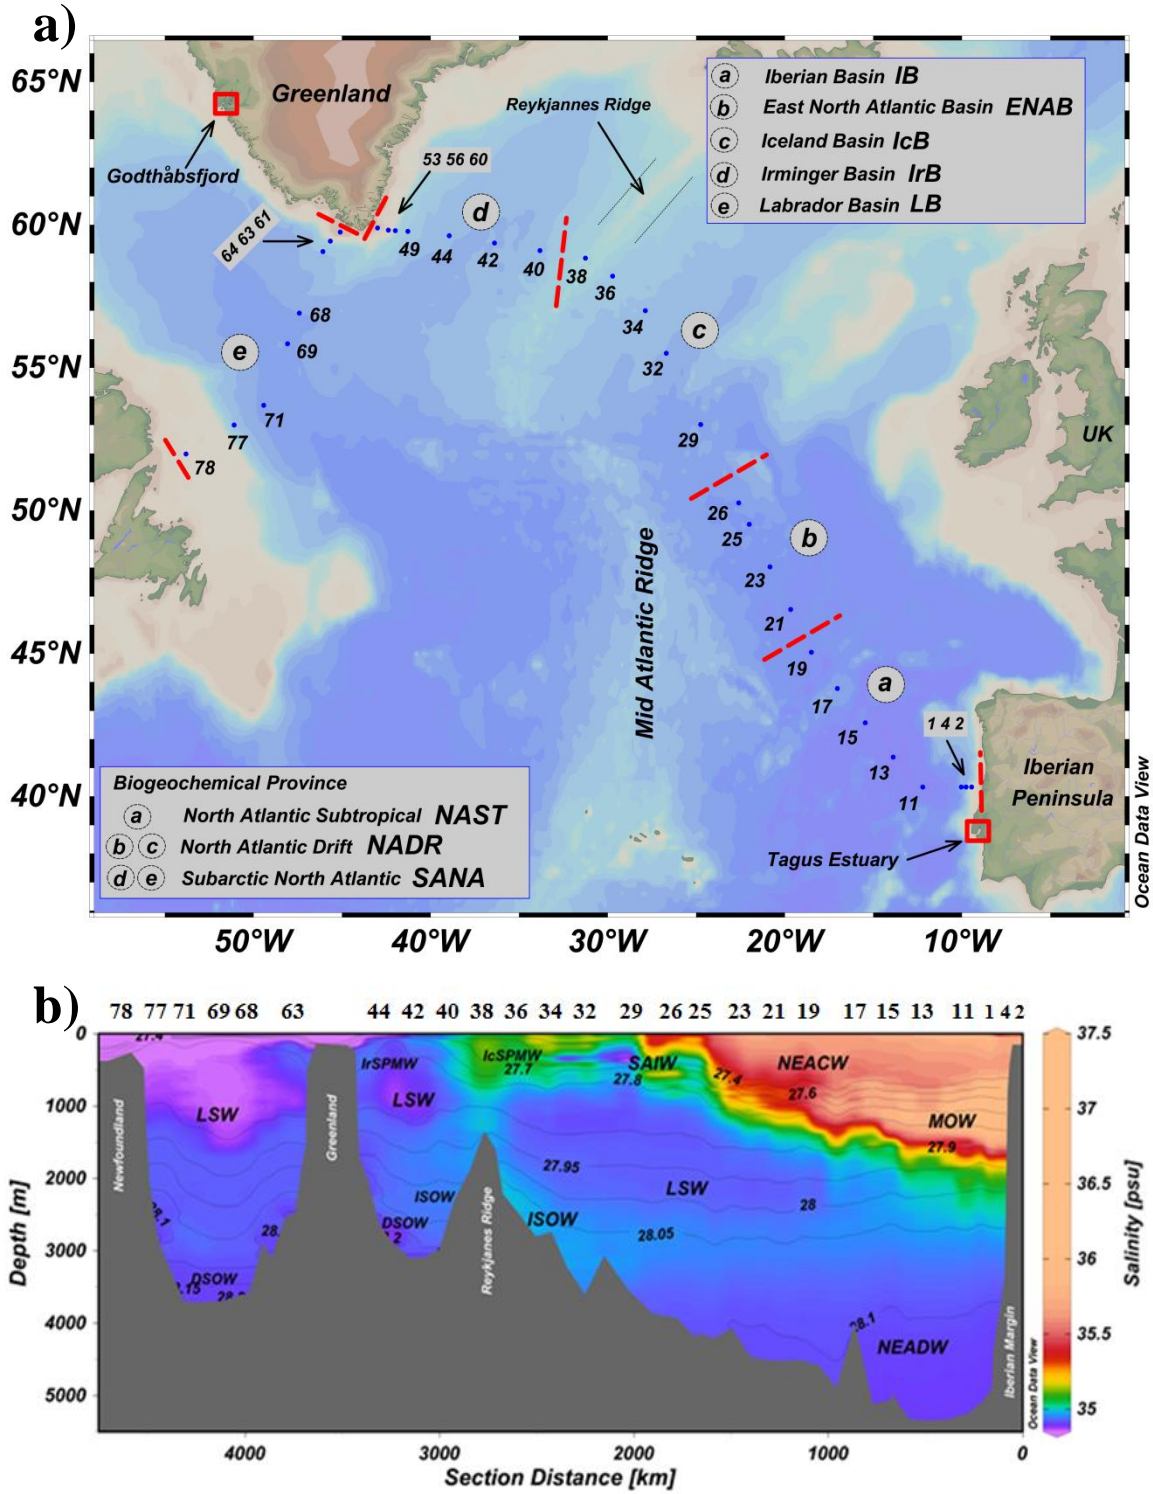 a)
65°N
60°N
55°N
50°N
45°N
40°N
50°W
40°W
30°W
20°W
10°W
Greenland
Reykjannes Ridge
Godthåbsfjord
53 56 60
64 63 61
a Iberian Basin IB
b East North Atlantic Basin ENAB
c Iceland Basin IcB
d Irminger Basin IrB
e Labrador Basin LB
d
49
44
42
40
38
36
34
32
29
c
68
69
e
71
77
78
26
25
b
23
21
19
17
a
15
13
11
1 4 2
UK
Mid Atlantic Ridge
Iberian
Peninsula
Tagus Estuary
Biogeochemical Province
a North Atlantic Subtropical NAST
b c North Atlantic Drift NADR
d e Subarctic North Atlantic SANA
Ocean Data View
b)
78 77 71 69 68 63 44 42 40 38 36 34 32 29 26 25 23 21 19 17 15 13 11 1 4 2
0
1000
2000
3000
4000
5000
Depth [m]
27.4
IrSPMW
IcSPMW
27.7
27.8
SAIW
27.4
NEACW
27.6
LSW
LSW
MOW
27.9
27.95
LSW
28
ISOW
ISOW
DSOW
28.05
28.1
28.
DSOW
28.1
NEADW
Newfoundland
Greenland
Reykjanes Ridge
Iberian Margin
Ocean Data View
4000
3000
2000
1000
0
Section Distance [km]
37.5
37
36.5
36
35.5
35
Salinity [psu]